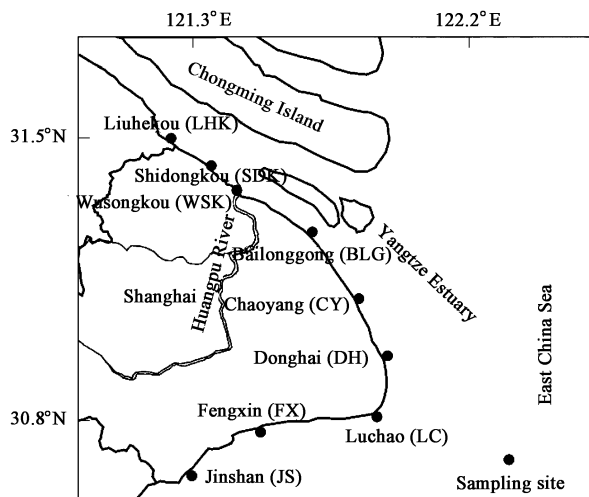 121.3°E 122.2°E
Chongming Island
Liuhekou (LHK)
31.5°N
Shidongkou (SDK)
Wusongkou (WSK)
Huangpu River
Bailonggong (BLG)
Yangtze Estuary
Shanghai
Chaoyang (CY)
East China Sea
Donghai (DH)
Fengxin (FX)
30.8°N
Luchao (LC)
Jinshan (JS)
Sampling site